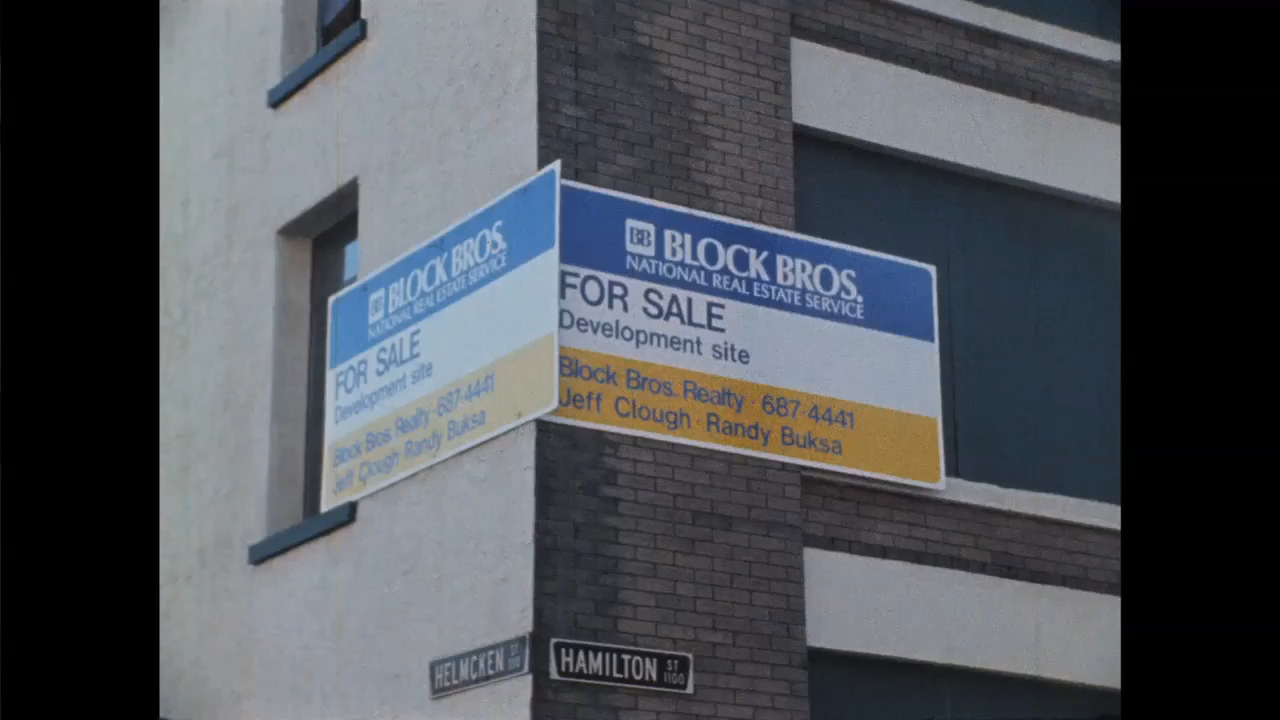 BB BLOCK BROS.
NATIONAL REAL ESTATE SERVICE
FOR SALE
Development site
Block Bros. Realty · 687-4441
Jeff Clough · Randy Buksa
BB BLOCK BROS.
NATIONAL REAL ESTATE SERVICE
FOR SALE
Development site
Block Bros. Realty 687-4441
Jeff Clough · Randy Buksa
HELMCKEN ST
HAMILTON ST 1100